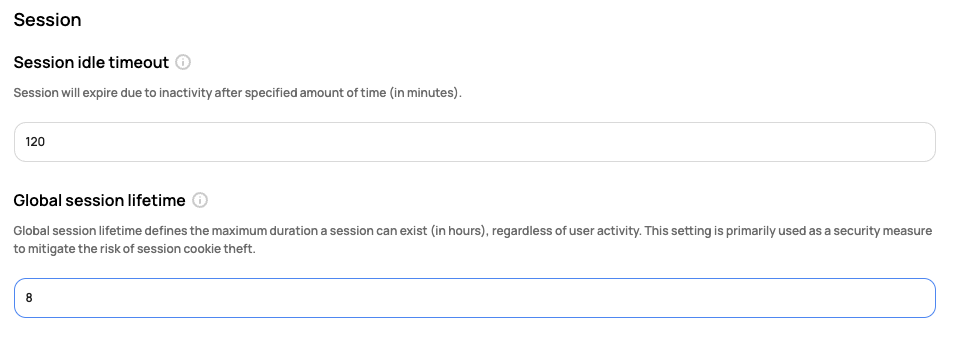 Session
Session idle timeout
Session will expire due to inactivity after specified amount of time (in minutes).
120
Global session lifetime
Global session lifetime defines the maximum duration a session can exist (in hours), regardless of user activity. This setting is primarily used as a security measure
to mitigate the risk of session cookie theft.
8